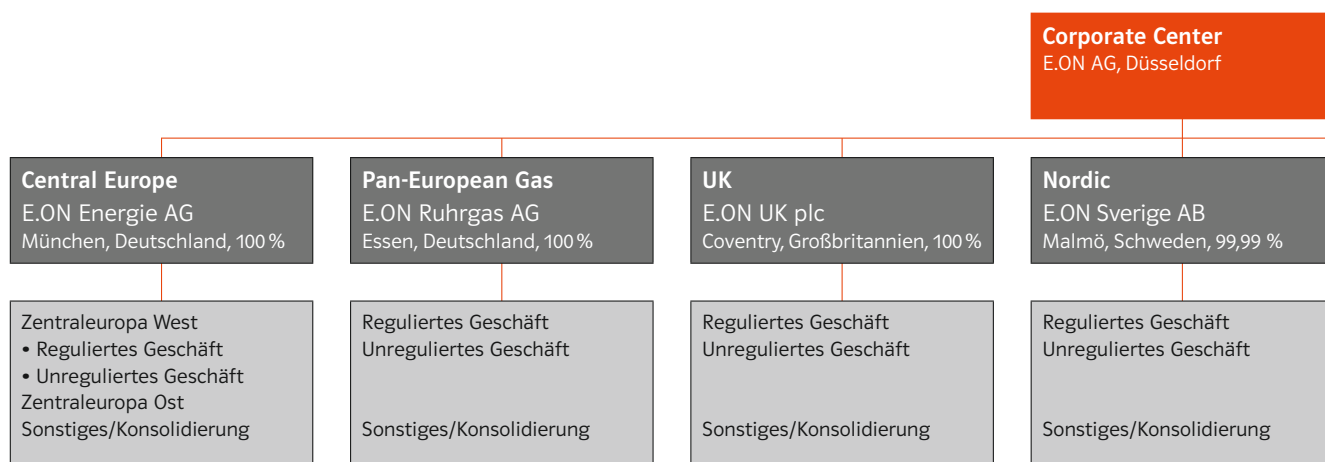 Corporate Center
E.ON AG, Düsseldorf
Central Europe
E.ON Energie AG
München, Deutschland, 100 %
Pan-European Gas
E.ON Ruhrgas AG
Essen, Deutschland, 100 %
UK
E.ON UK plc
Coventry, Großbritannien, 100 %
Nordic
E.ON Sverige AB
Malmö, Schweden, 99,99 %
Zentraleuropa West
• Reguliertes Geschäft
• Unreguliertes Geschäft
Zentraleuropa Ost
Sonstiges/Konsolidierung
Reguliertes Geschäft
Unreguliertes Geschäft
Sonstiges/Konsolidierung
Reguliertes Geschäft
Unreguliertes Geschäft
Sonstiges/Konsolidierung
Reguliertes Geschäft
Unreguliertes Geschäft
Sonstiges/Konsolidierung